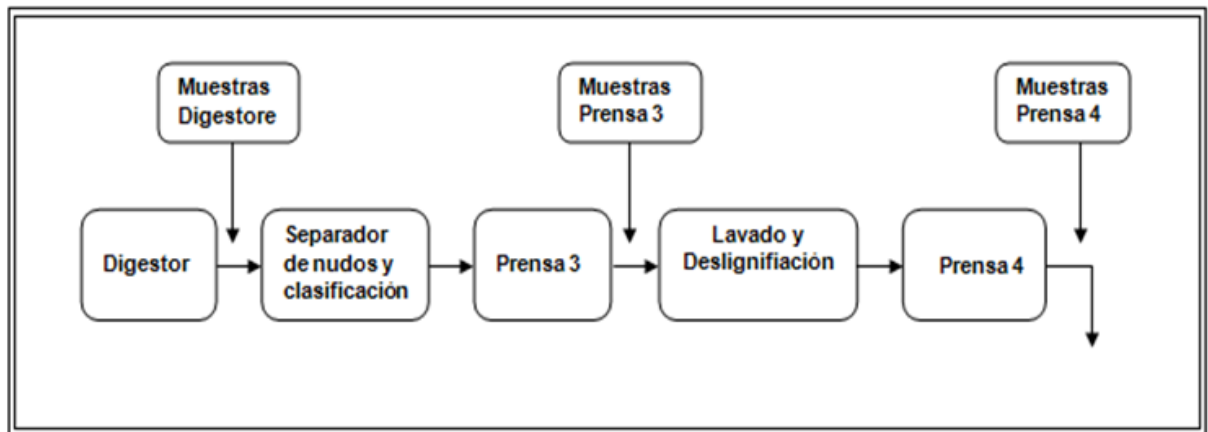 Muestras
Digestore
Muestras
Prensa 3
Muestras
Prensa 4
Digestor
Separador
de nudos y
clasificación
Prensa 3
Lavado y
Deslignifiación
Prensa 4